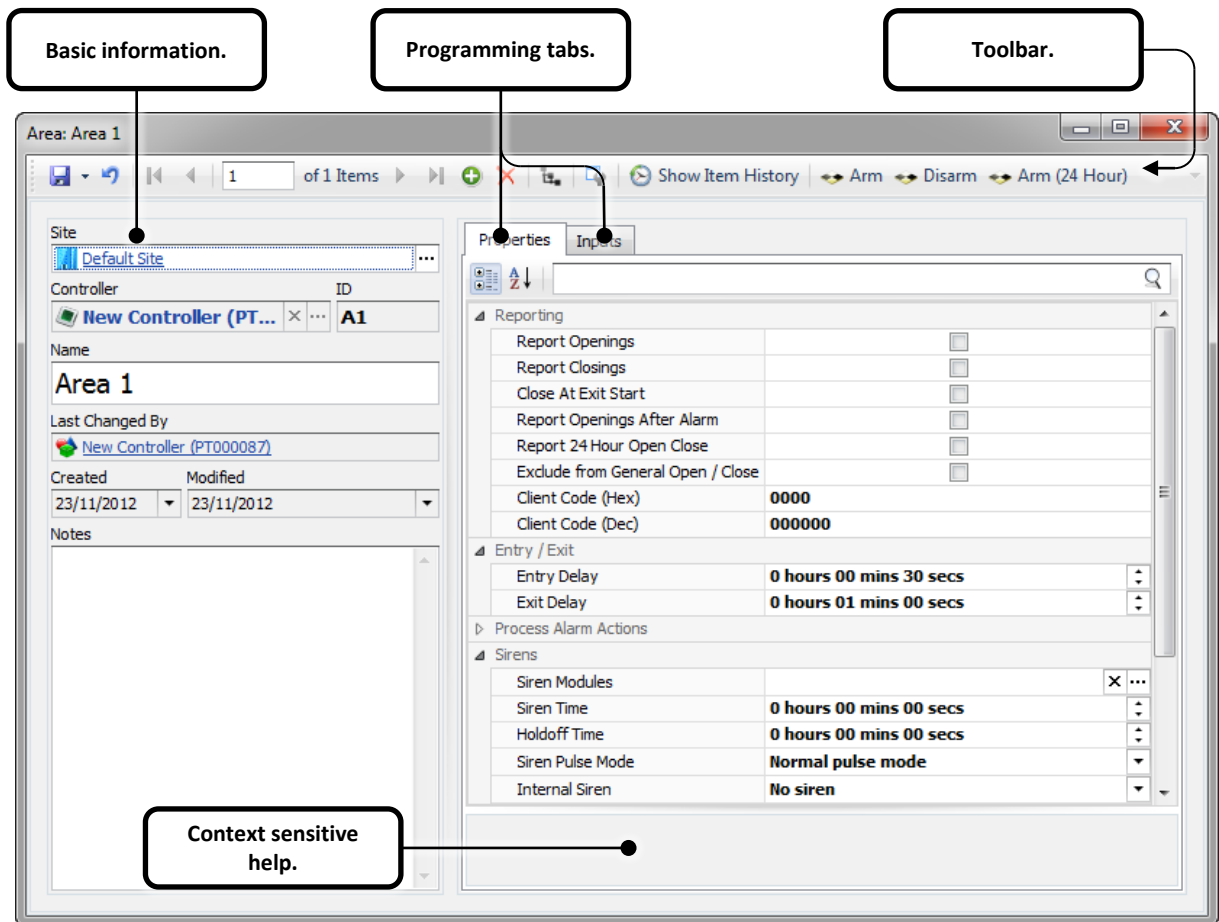 Basic information.
Programming tabs.
Toolbar.
Area: Area 1
1 of 1 Items Show Item History Arm Disarm Arm (24 Hour)
Site
Default Site
Controller ID
New Controller (PT... A1
Name
Area 1
Last Changed By
New Controller (PT000087)
Created Modified
23/11/2012 23/11/2012
Notes
Properties Inputs
Reporting
Report Openings
Report Closings
Close At Exit Start
Report Openings After Alarm
Report 24 Hour Open Close
Exclude from General Open / Close
Client Code (Hex) 0000
Client Code (Dec) 000000
Entry / Exit
Entry Delay 0 hours 00 mins 30 secs
Exit Delay 0 hours 01 mins 00 secs
Process Alarm Actions
Sirens
Siren Modules
Siren Time 0 hours 00 mins 00 secs
Holdoff Time 0 hours 00 mins 00 secs
Siren Pulse Mode Normal pulse mode
Internal Siren No siren
Context sensitive
help.